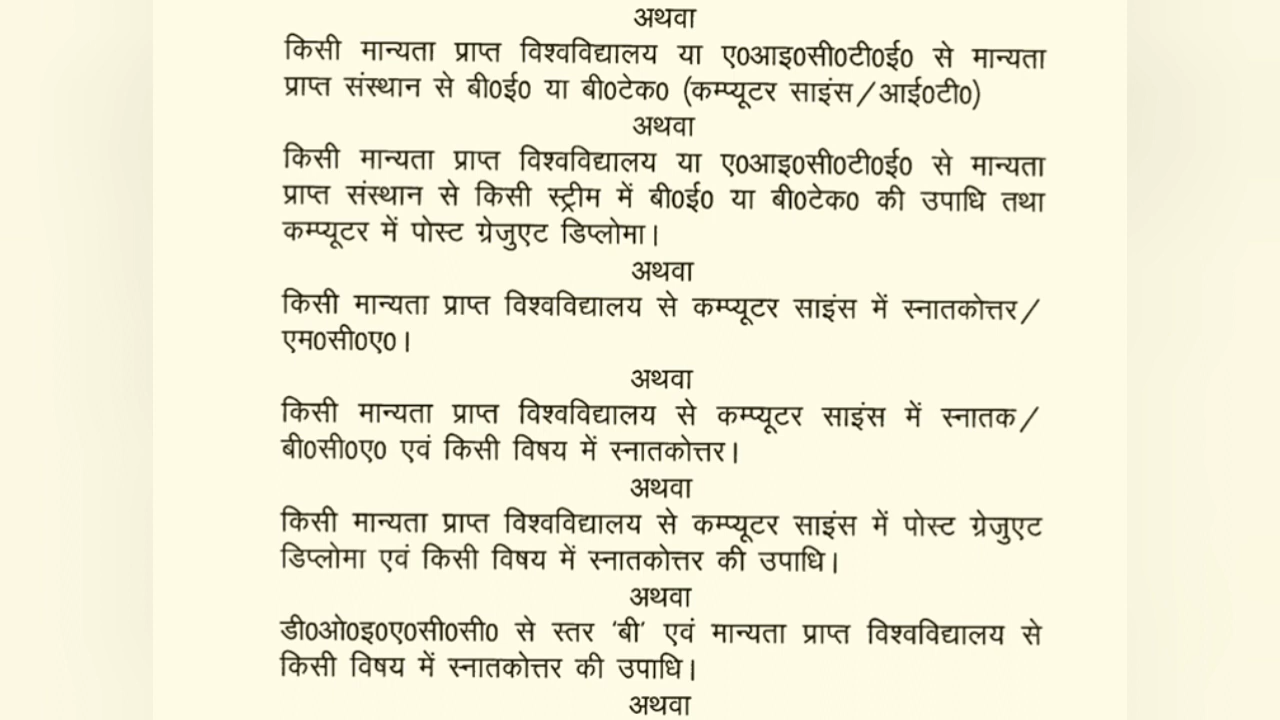 अथवा
किसी मान्यता प्राप्त विश्वविद्यालय या ए0आइ0सी0टी0ई0 से मान्यता
प्राप्त संस्थान से बी0ई0 या बी0टेक0 (कम्प्यूटर साइंस/आई0टी0)
अथवा
किसी मान्यता प्राप्त विश्वविद्यालय या ए0आइ0सी0टी0ई0 से मान्यता
प्राप्त संस्थान से किसी स्ट्रीम में बी0ई0 या बी0टेक0 की उपाधि तथा
कम्प्यूटर में पोस्ट ग्रेजुएट डिप्लोमा।
अथवा
किसी मान्यता प्राप्त विश्वविद्यालय से कम्प्यूटर साइंस में स्नातकोत्तर/
एम0सी0ए0।
अथवा
किसी मान्यता प्राप्त विश्वविद्यालय से कम्प्यूटर साइंस में स्नातक/
बी0सी0ए0 एवं किसी विषय में स्नातकोत्तर।
अथवा
किसी मान्यता प्राप्त विश्वविद्यालय से कम्प्यूटर साइंस में पोस्ट ग्रेजुएट
डिप्लोमा एवं किसी विषय में स्नातकोत्तर की उपाधि।
अथवा
डी0ओ0इ0ए0सी0सी0 से स्तर 'बी' एवं मान्यता प्राप्त विश्वविद्यालय से
किसी विषय में स्नातकोत्तर की उपाधि।
अथवा